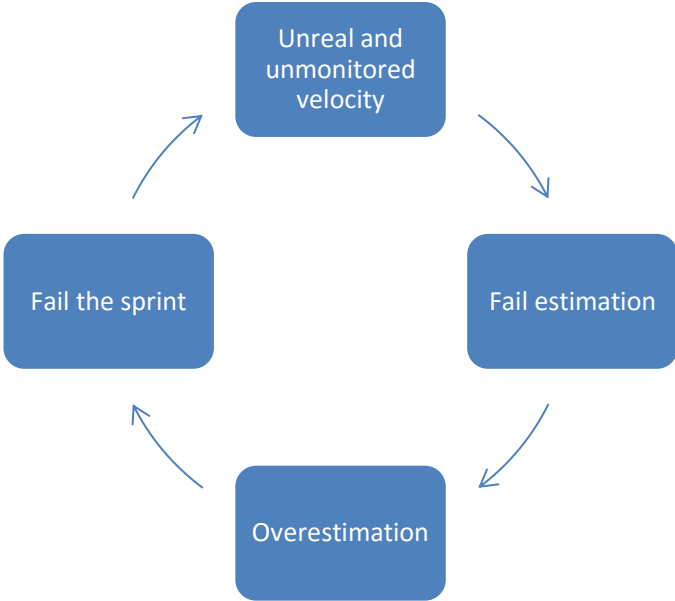 Unreal and
unmonitored
velocity
Fail the sprint
Fail estimation
Overestimation